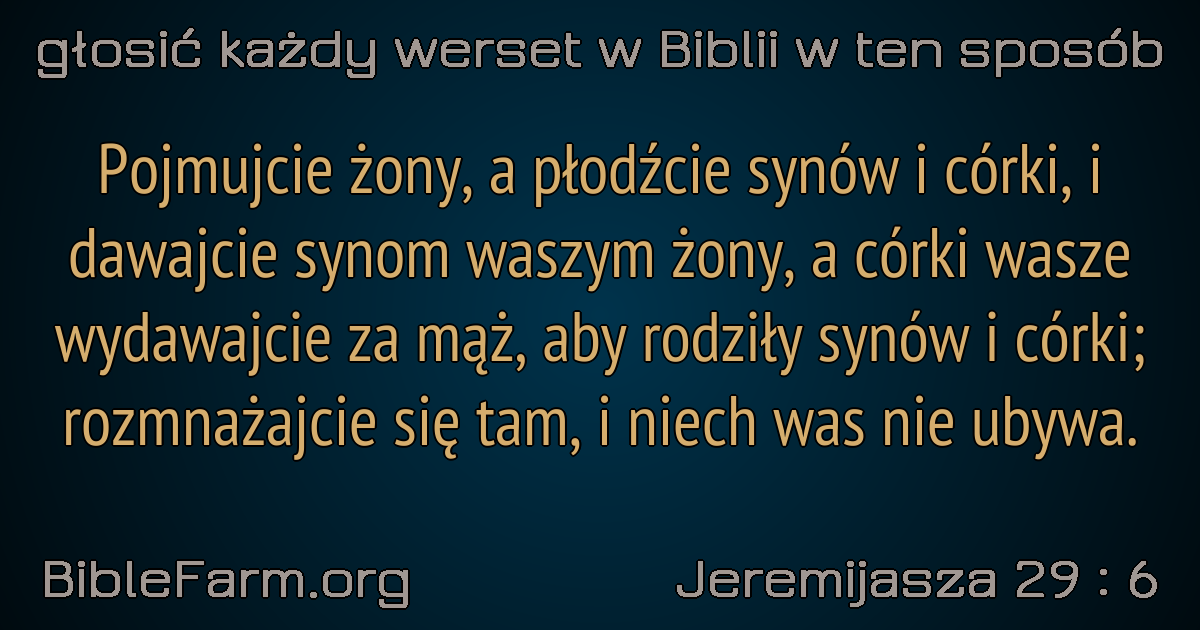 głosić każdy werset w Biblii w ten sposób
Pojmujcie żony, a płodźcie synów i córki, i
dawajcie synom waszym żony, a córki wasze
wydawajcie za mąż, aby rodziły synów i córki;
rozmnażajcie się tam, i niech was nie ubywa.
BibleFarm.org
Jeremijasza 29 : 6